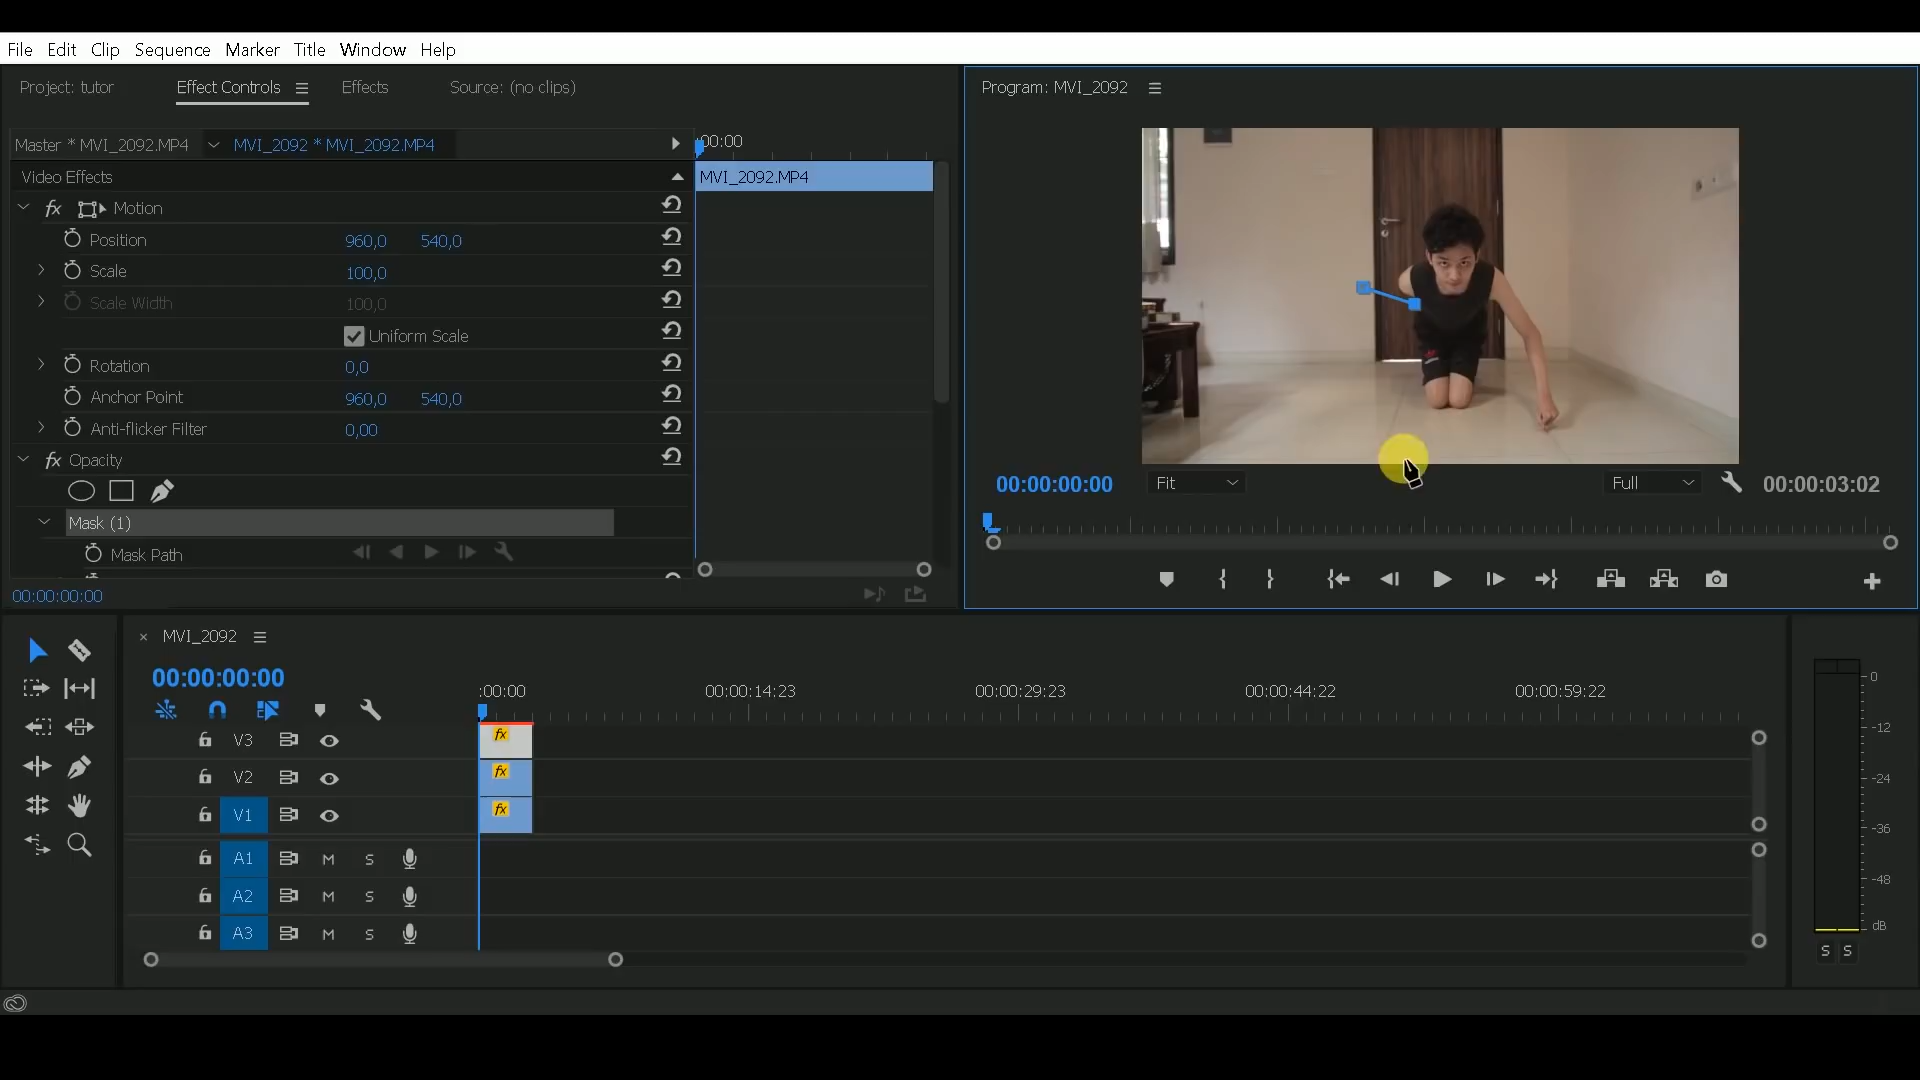 File Edit Clip Sequence Marker Title Window Help
Project: tutor Effect Controls Effects Source: (no clips)
Program: MVI_2092
Master * MVI_2092.MP4 MVI_2092 * MVI_2092.MP4
:00:00
Video Effects
MVI_2092.MP4
fx Motion
Position 960,0 540,0
Scale 100,0
Scale Width 100,0
Uniform Scale
Rotation 0,0
Anchor Point 960,0 540,0
Anti-flicker Filter 0,00
fx Opacity
Mask (1)
Mask Path
00:00:00:00
00:00:00:00 Fit Full 00:00:03:02
× MVI_2092
00:00:00:00
:00:00 00:00:14:23 00:00:29:23 00:00:44:22 00:00:59:22
V3 fx
V2 fx
V1 fx
A1 M S
A2 M S
A3 M S
0
-12
-24
-36
-48
dB
S S